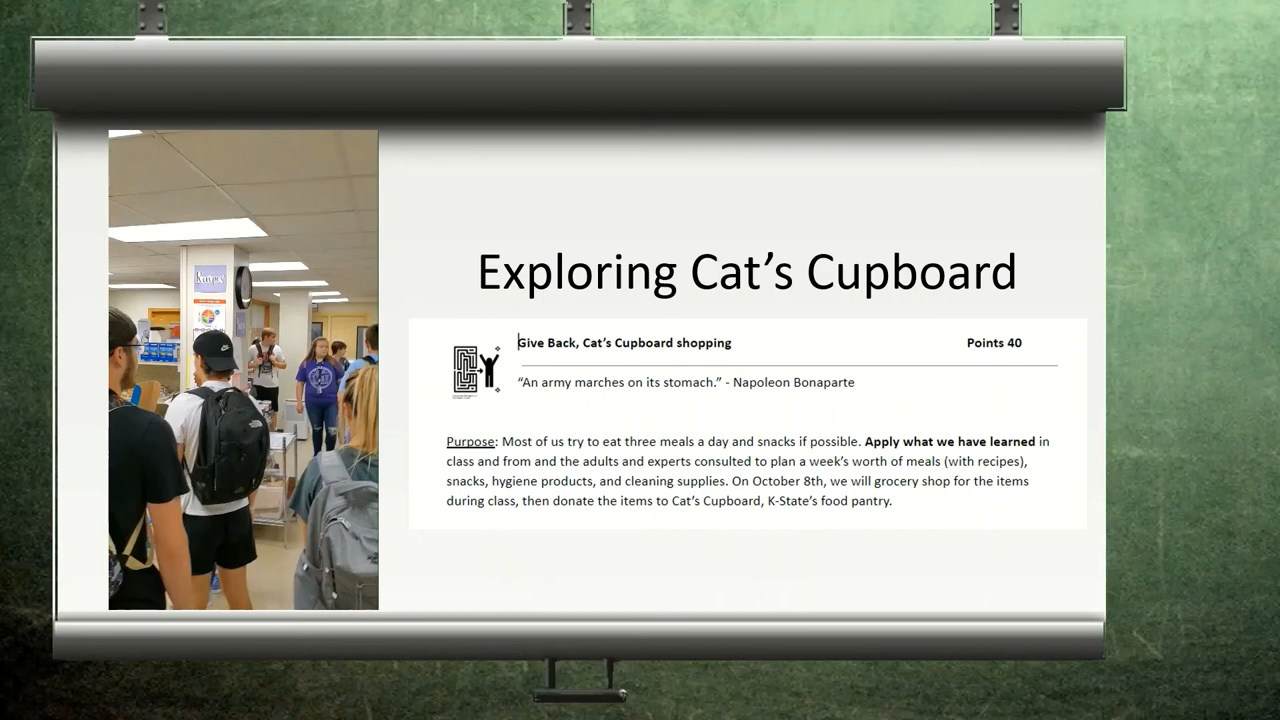 Exploring Cat’s Cupboard
Give Back, Cat’s Cupboard shopping Points 40
“An army marches on its stomach.” - Napoleon Bonaparte
Purpose: Most of us try to eat three meals a day and snacks if possible. Apply what we have learned in
class and from and the adults and experts consulted to plan a week’s worth of meals (with recipes),
snacks, hygiene products, and cleaning supplies. On October 8th, we will grocery shop for the items
during class, then donate the items to Cat’s Cupboard, K-State’s food pantry.